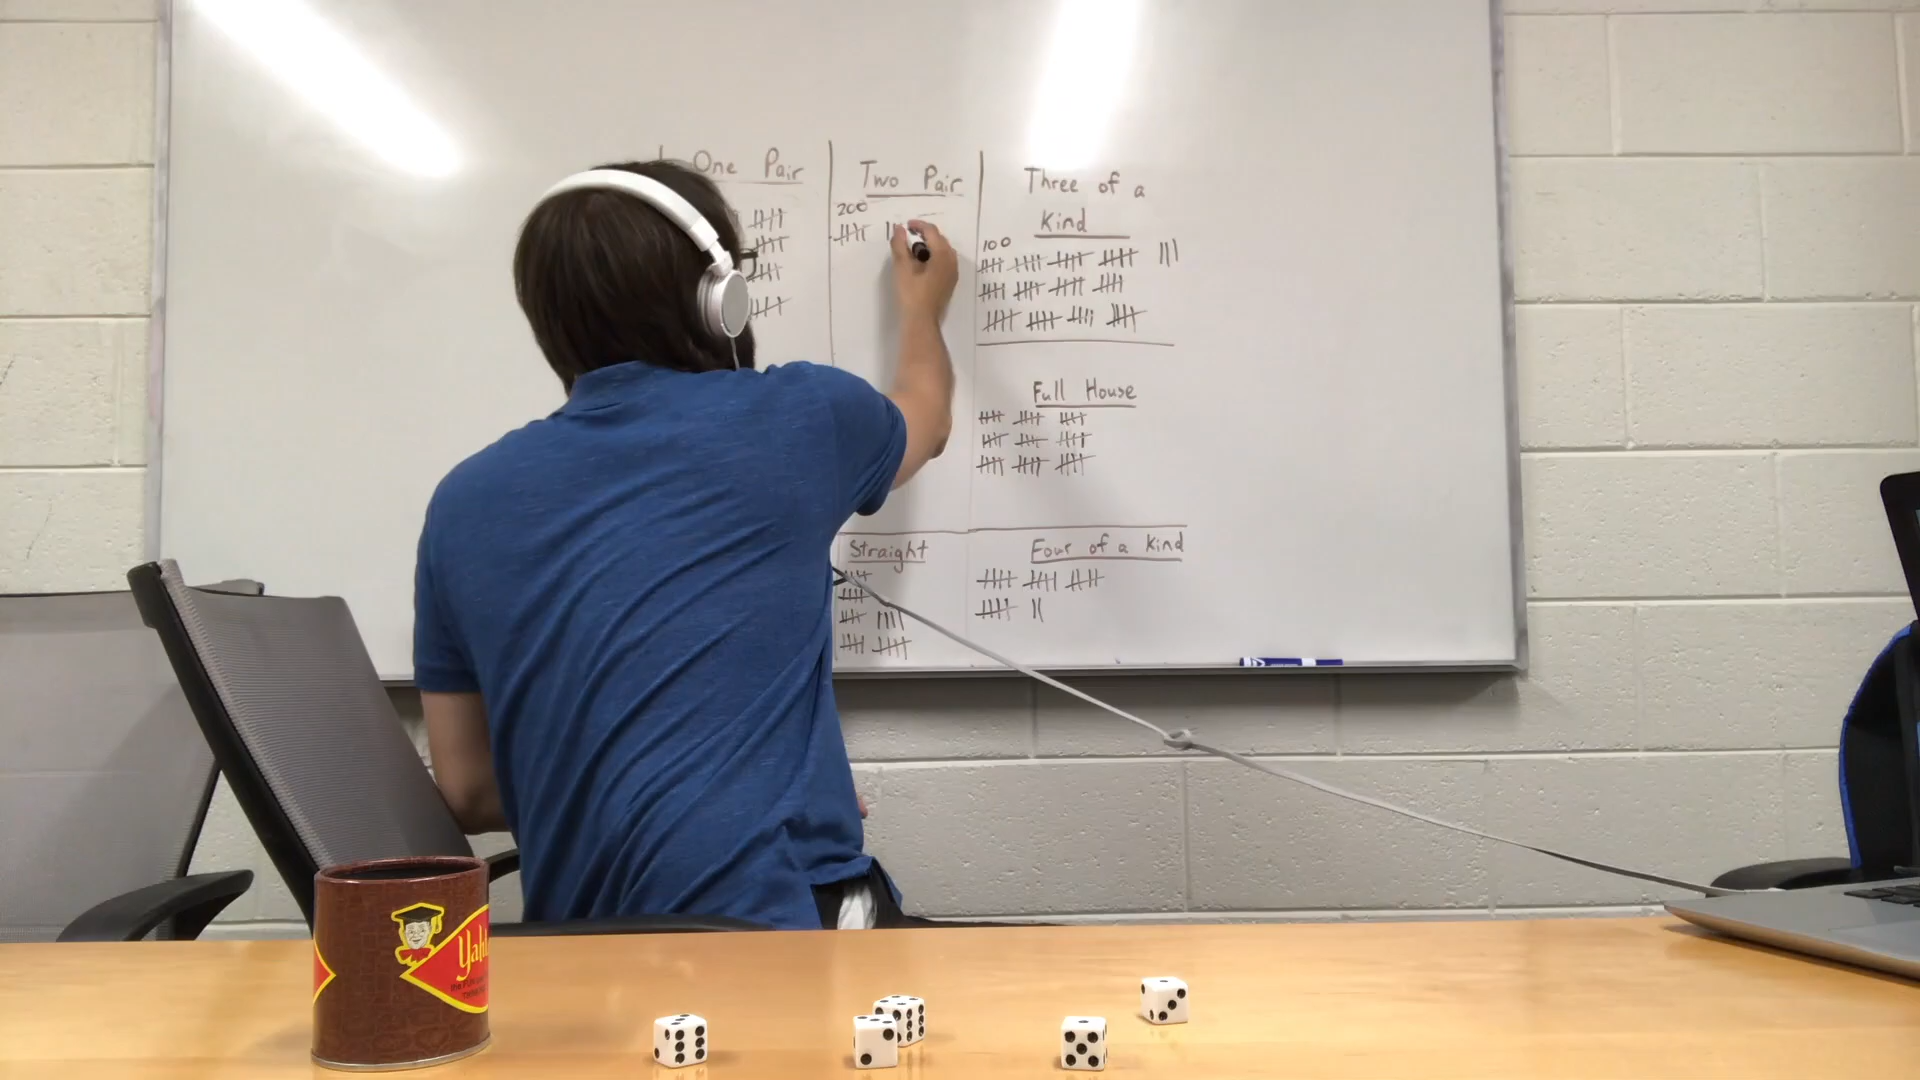 One Pair
Two Pair
200
Three of a
Kind
100
Full House
Straight
Four of a Kind